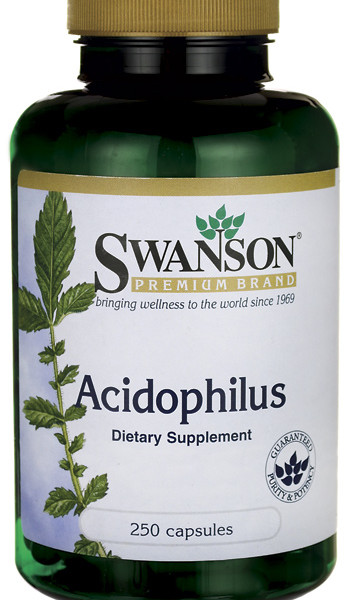 SWANSON®
PREMIUM BRAND
bringing wellness to the world since 1969
Acidophilus
Dietary Supplement
GUARANTEED
PURITY & POTENCY
250 capsules